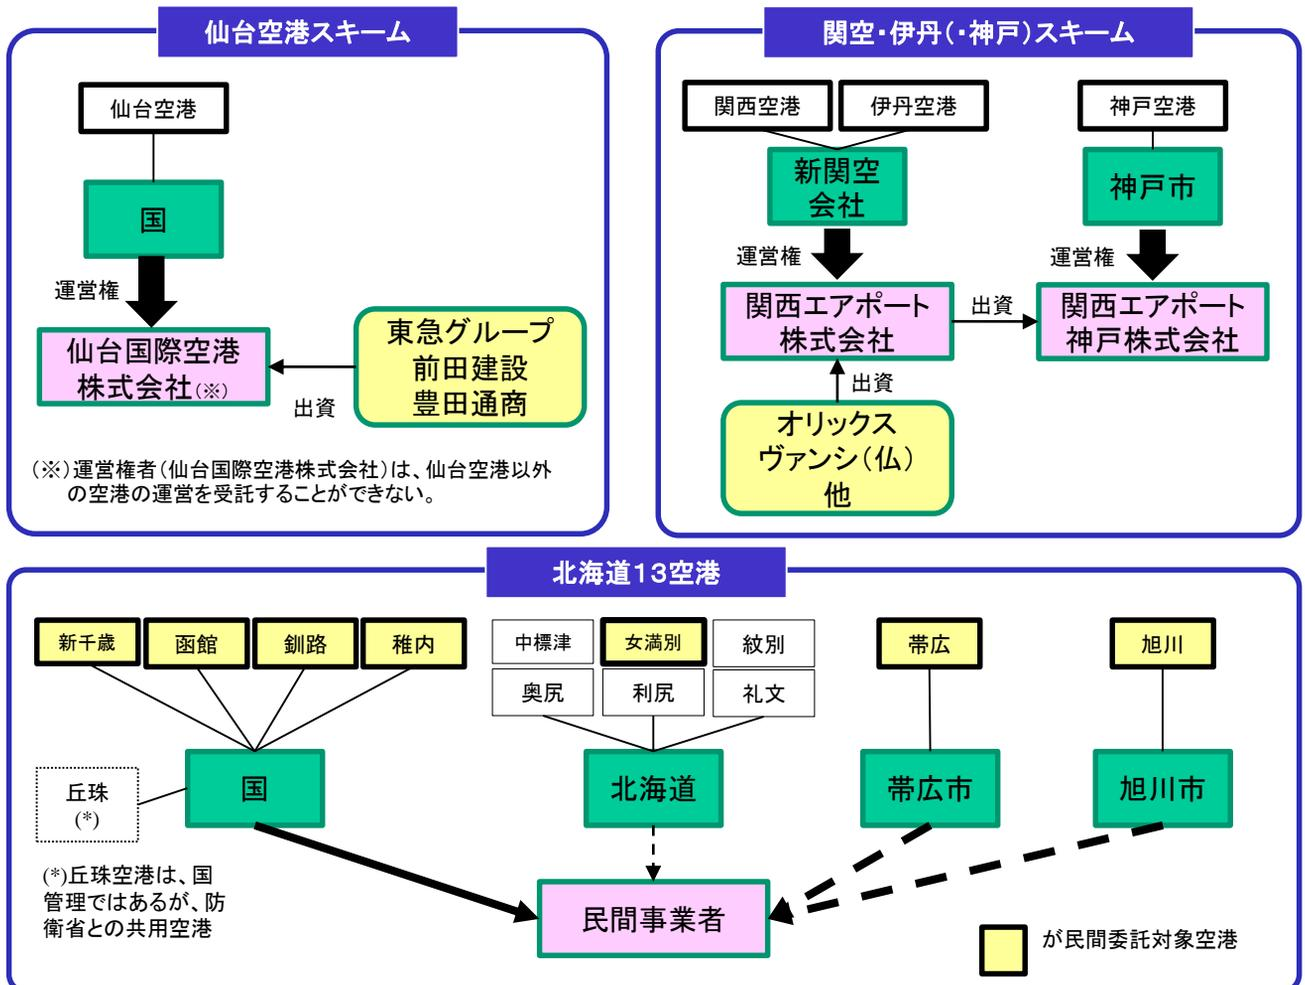 仙台空港スキーム
仙台空港
国
運営権
仙台国際空港
株式会社(※)
東急グループ
前田建設
豊田通商
出資
(※)運営権者(仙台国際空港株式会社)は、仙台空港以外
の空港の運営を受託することができない。
関空・伊丹(・神戸)スキーム
関西空港
伊丹空港
神戸空港
新関空
会社
神戸市
運営権
運営権
関西エアポート
株式会社
出資
関西エアポート
神戸株式会社
出資
オリックス
ヴァンシ(仏)
他
北海道13空港
新千歳
函館
釧路
稚内
中標津
女満別
紋別
奥尻
利尻
礼文
帯広
旭川
丘珠
(*)
国
北海道
帯広市
旭川市
(*)丘珠空港は、国
管理ではあるが、防
衛省との共用空港
民間事業者
が民間委託対象空港